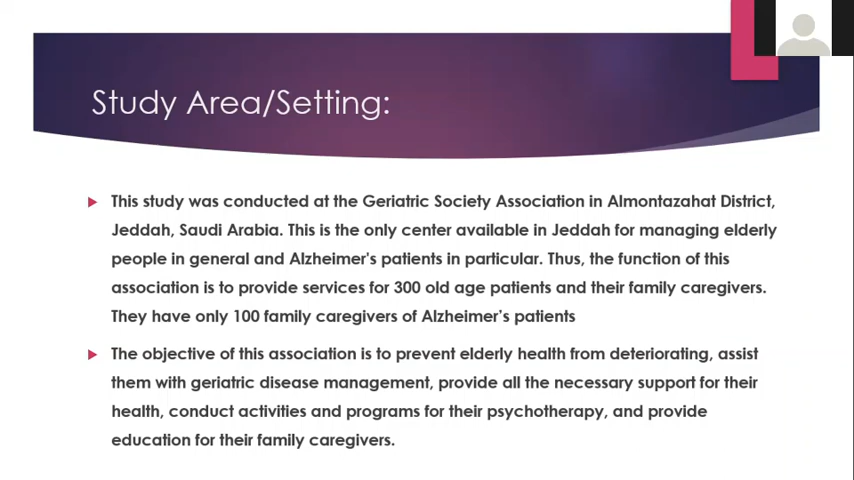 Study Area/Setting:
This study was conducted at the Geriatric Society Association in Almontazahat District,
Jeddah, Saudi Arabia. This is the only center available in Jeddah for managing elderly
people in general and Alzheimer's patients in particular. Thus, the function of this
association is to provide services for 300 old age patients and their family caregivers.
They have only 100 family caregivers of Alzheimer's patients
The objective of this association is to prevent elderly health from deteriorating, assist
them with geriatric disease management, provide all the necessary support for their
health, conduct activities and programs for their psychotherapy, and provide
education for their family caregivers.